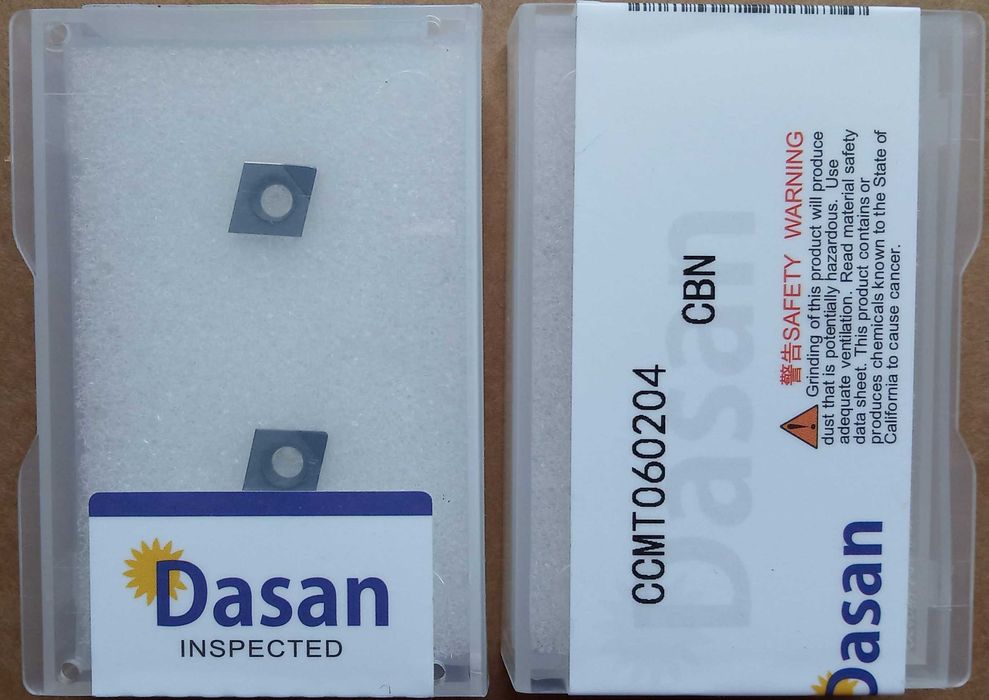 Dasan
INSPECTED
CCMT060204
CBN
Dasan
警告SAFETY WARNING
Grinding of this product will produce
dust that is potentially hazardous. Use
adequate ventilation. Read material safety
data sheet. This product contains or
produces chemicals known to the State of
California to cause cancer.
Dasan